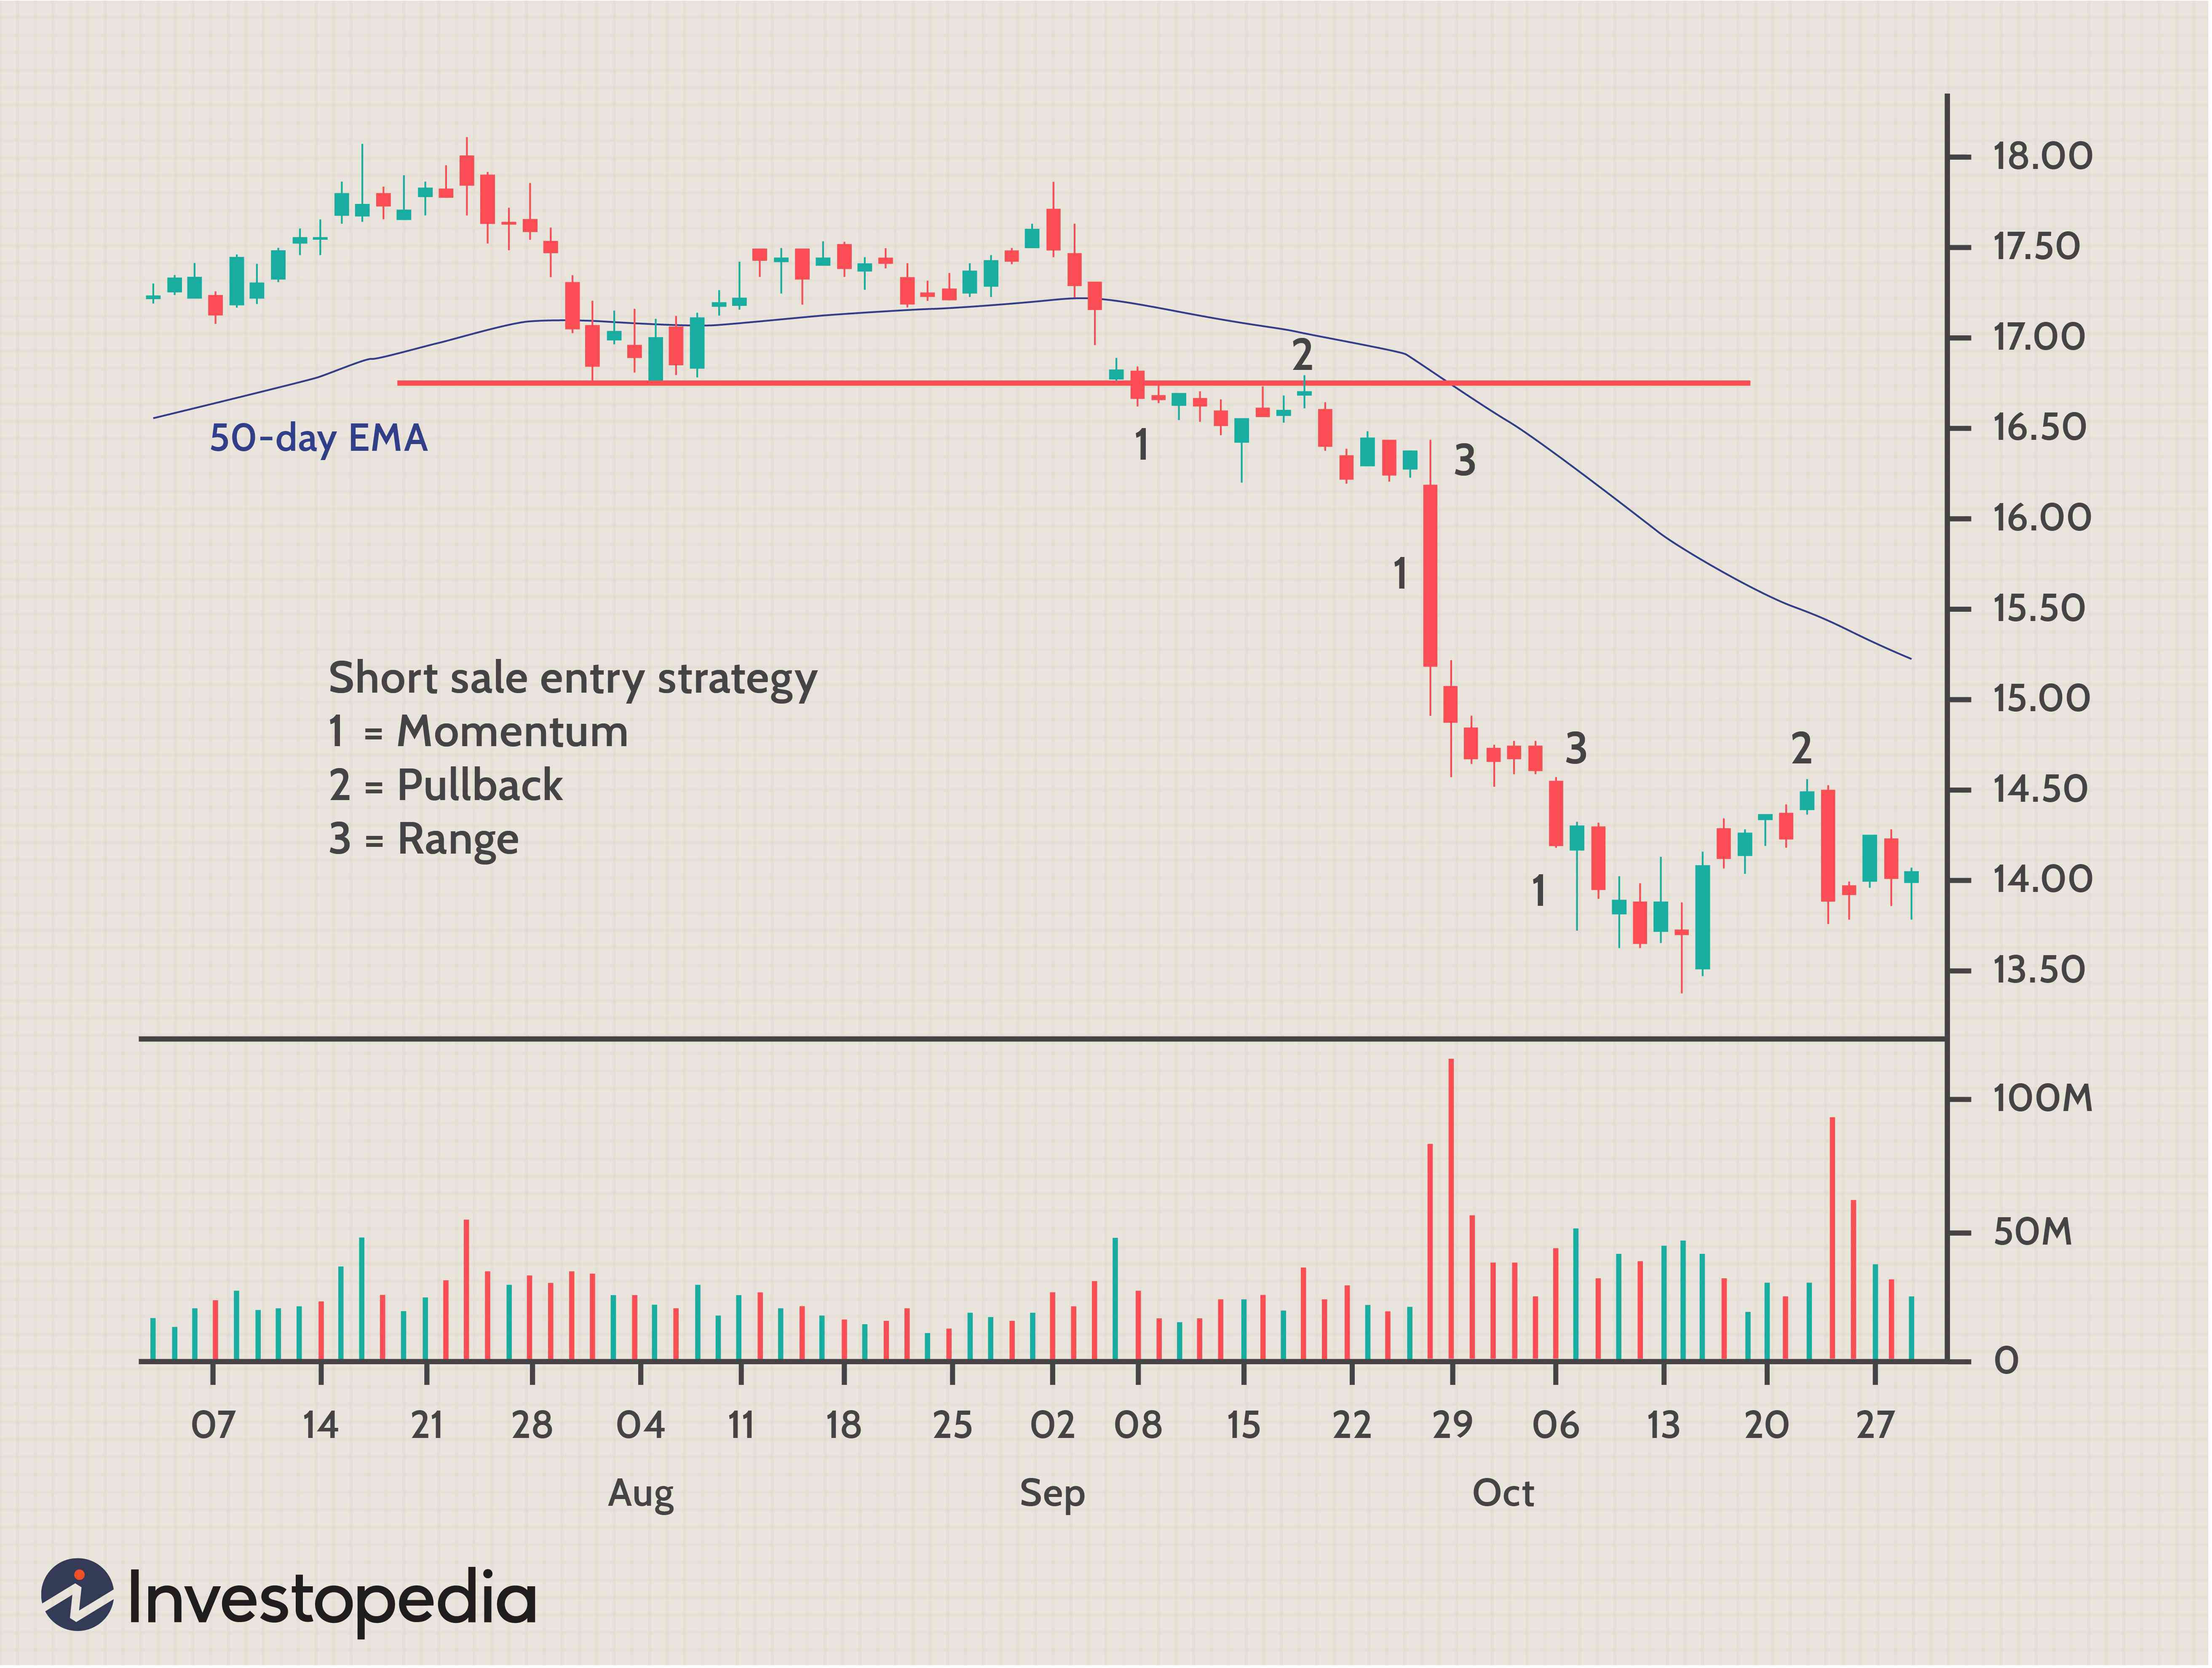 18.00
17.50
17.00
2
16.50
50-day EMA
1
3
16.00
1
15.50
Short sale entry strategy
15.00
1 = Momentum
3
2
2 = Pullback
14.50
3 = Range
14.00
1
13.50
100M
50M
0
07 14 21 28 04 11 18 25 02 08 15 22 29 06 13 20 27
Aug Sep Oct
Investopedia